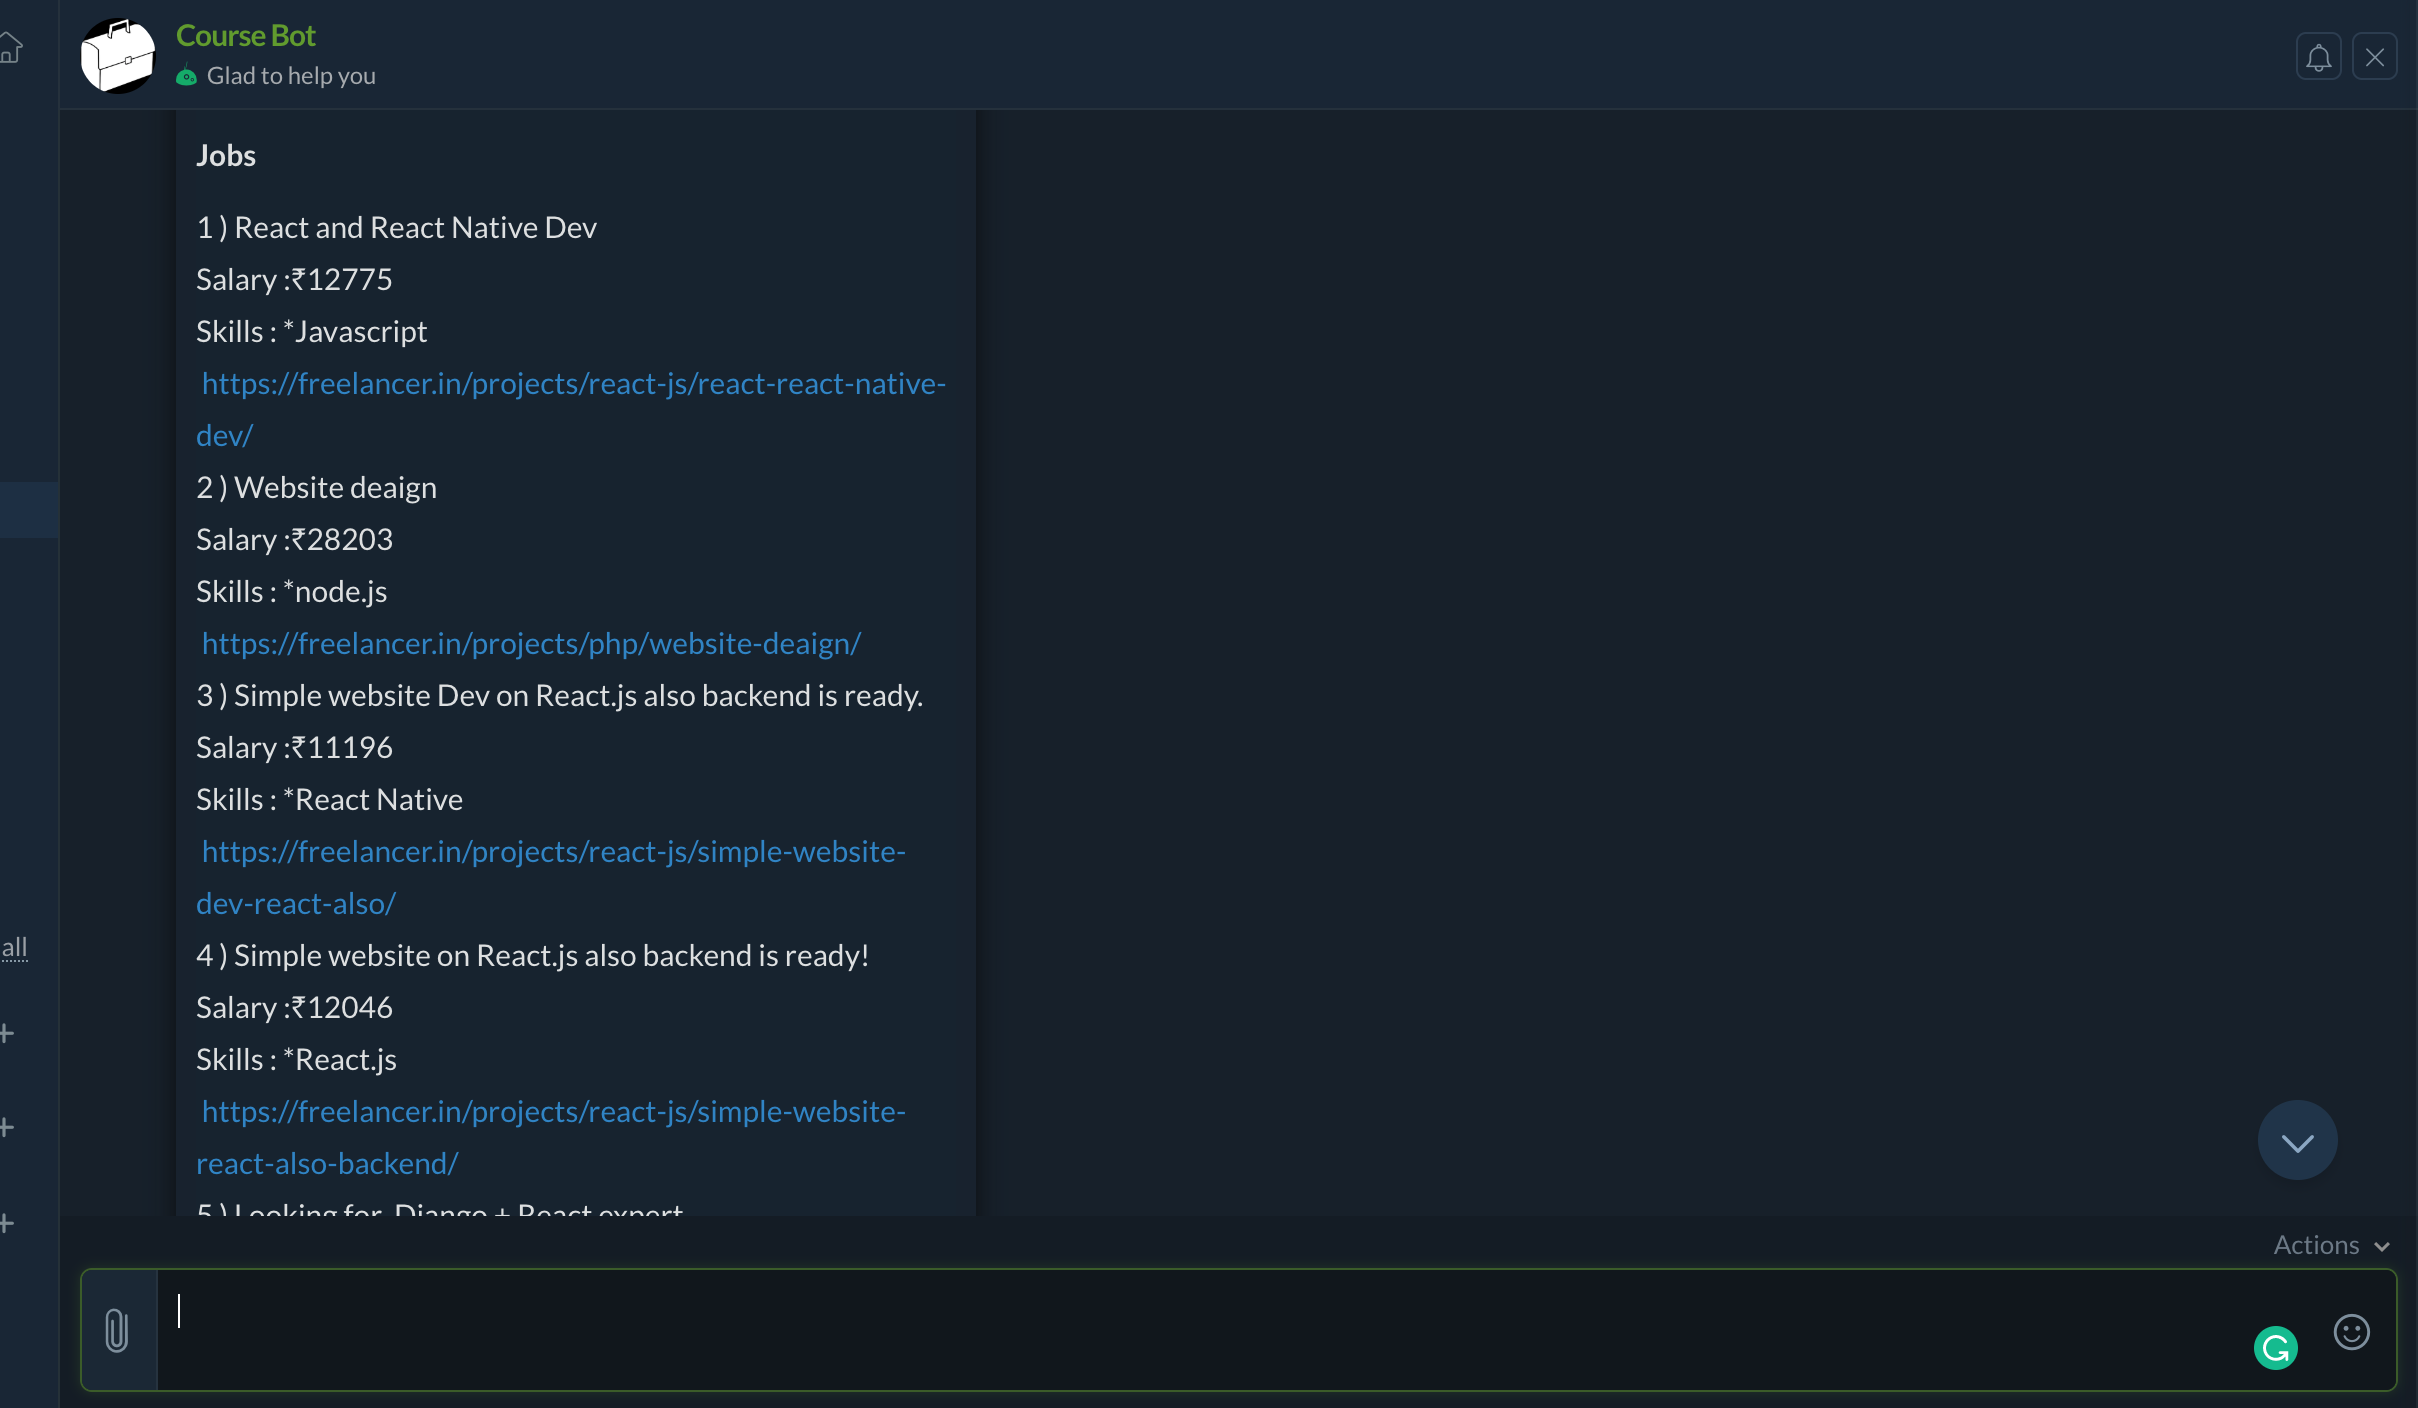 Course Bot
Glad to help you
Jobs
1 ) React and React Native Dev
Salary :₹12775
Skills : *Javascript
https://freelancer.in/projects/react-js/react-react-native-
dev/
2 ) Website deaign
Salary :₹28203
Skills : *node.js
https://freelancer.in/projects/php/website-deaign/
3 ) Simple website Dev on React.js also backend is ready.
Salary :₹11196
Skills : *React Native
https://freelancer.in/projects/react-js/simple-website-
dev-react-also/
all
4 ) Simple website on React.js also backend is ready!
Salary :₹12046
Skills : *React.js
https://freelancer.in/projects/react-js/simple-website-
react-also-backend/
5 ) Looking for Django + React expert
Actions